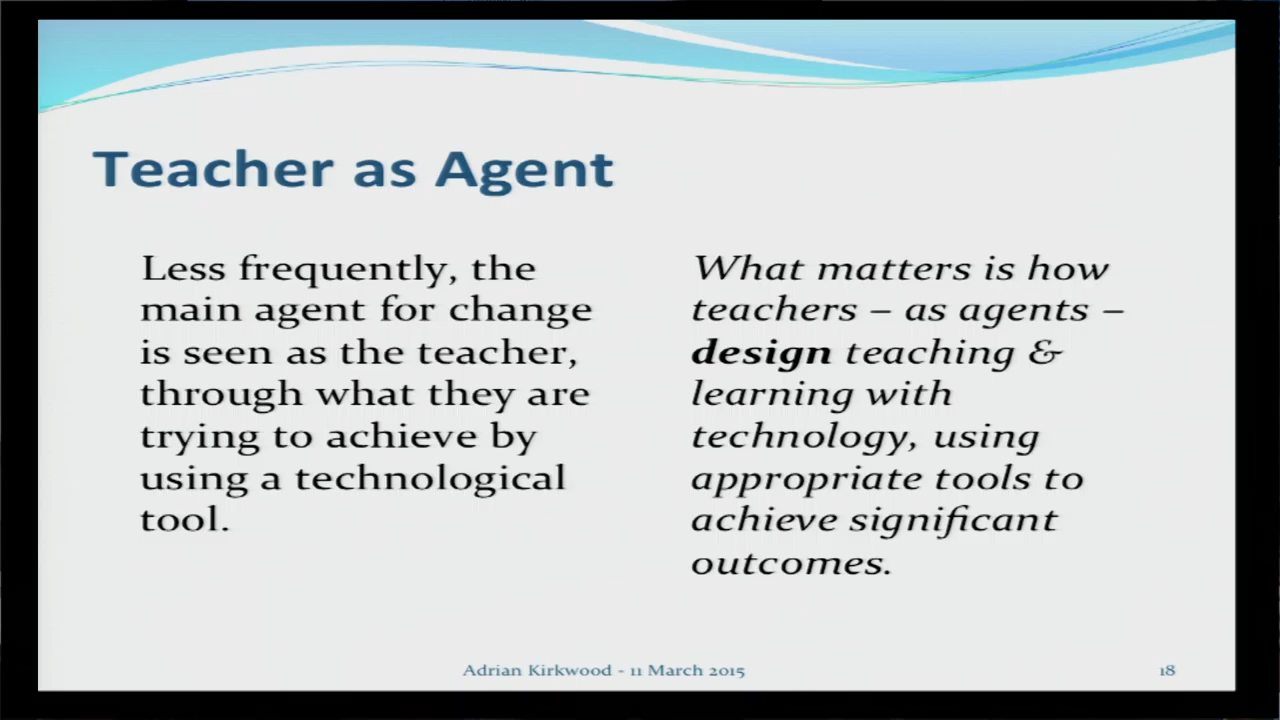 Teacher as Agent
Less frequently, the
main agent for change
is seen as the teacher,
through what they are
trying to achieve by
using a technological
tool.
What matters is how
teachers – as agents –
design teaching &
learning with
technology, using
appropriate tools to
achieve significant
outcomes.
Adrian Kirkwood - 11 March 2015
18